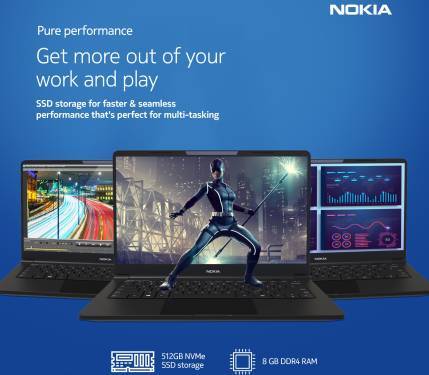 NOKIA
Pure performance
Get more out of your
work and play
SSD storage for faster & seamless
performance that's perfect for multi-tasking
NOKIA
512GB NVMe
SSD storage
8 GB DDR4 RAM